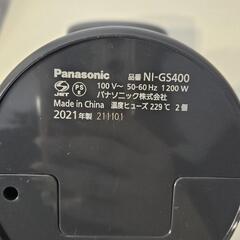 Panasonic 品番 NI-GS400
JET PS E 100 V~ 50-60 Hz 1200 W
パナソニック株式会社
Made in China 温度ヒューズ 229℃ 2個
2021年製 211101